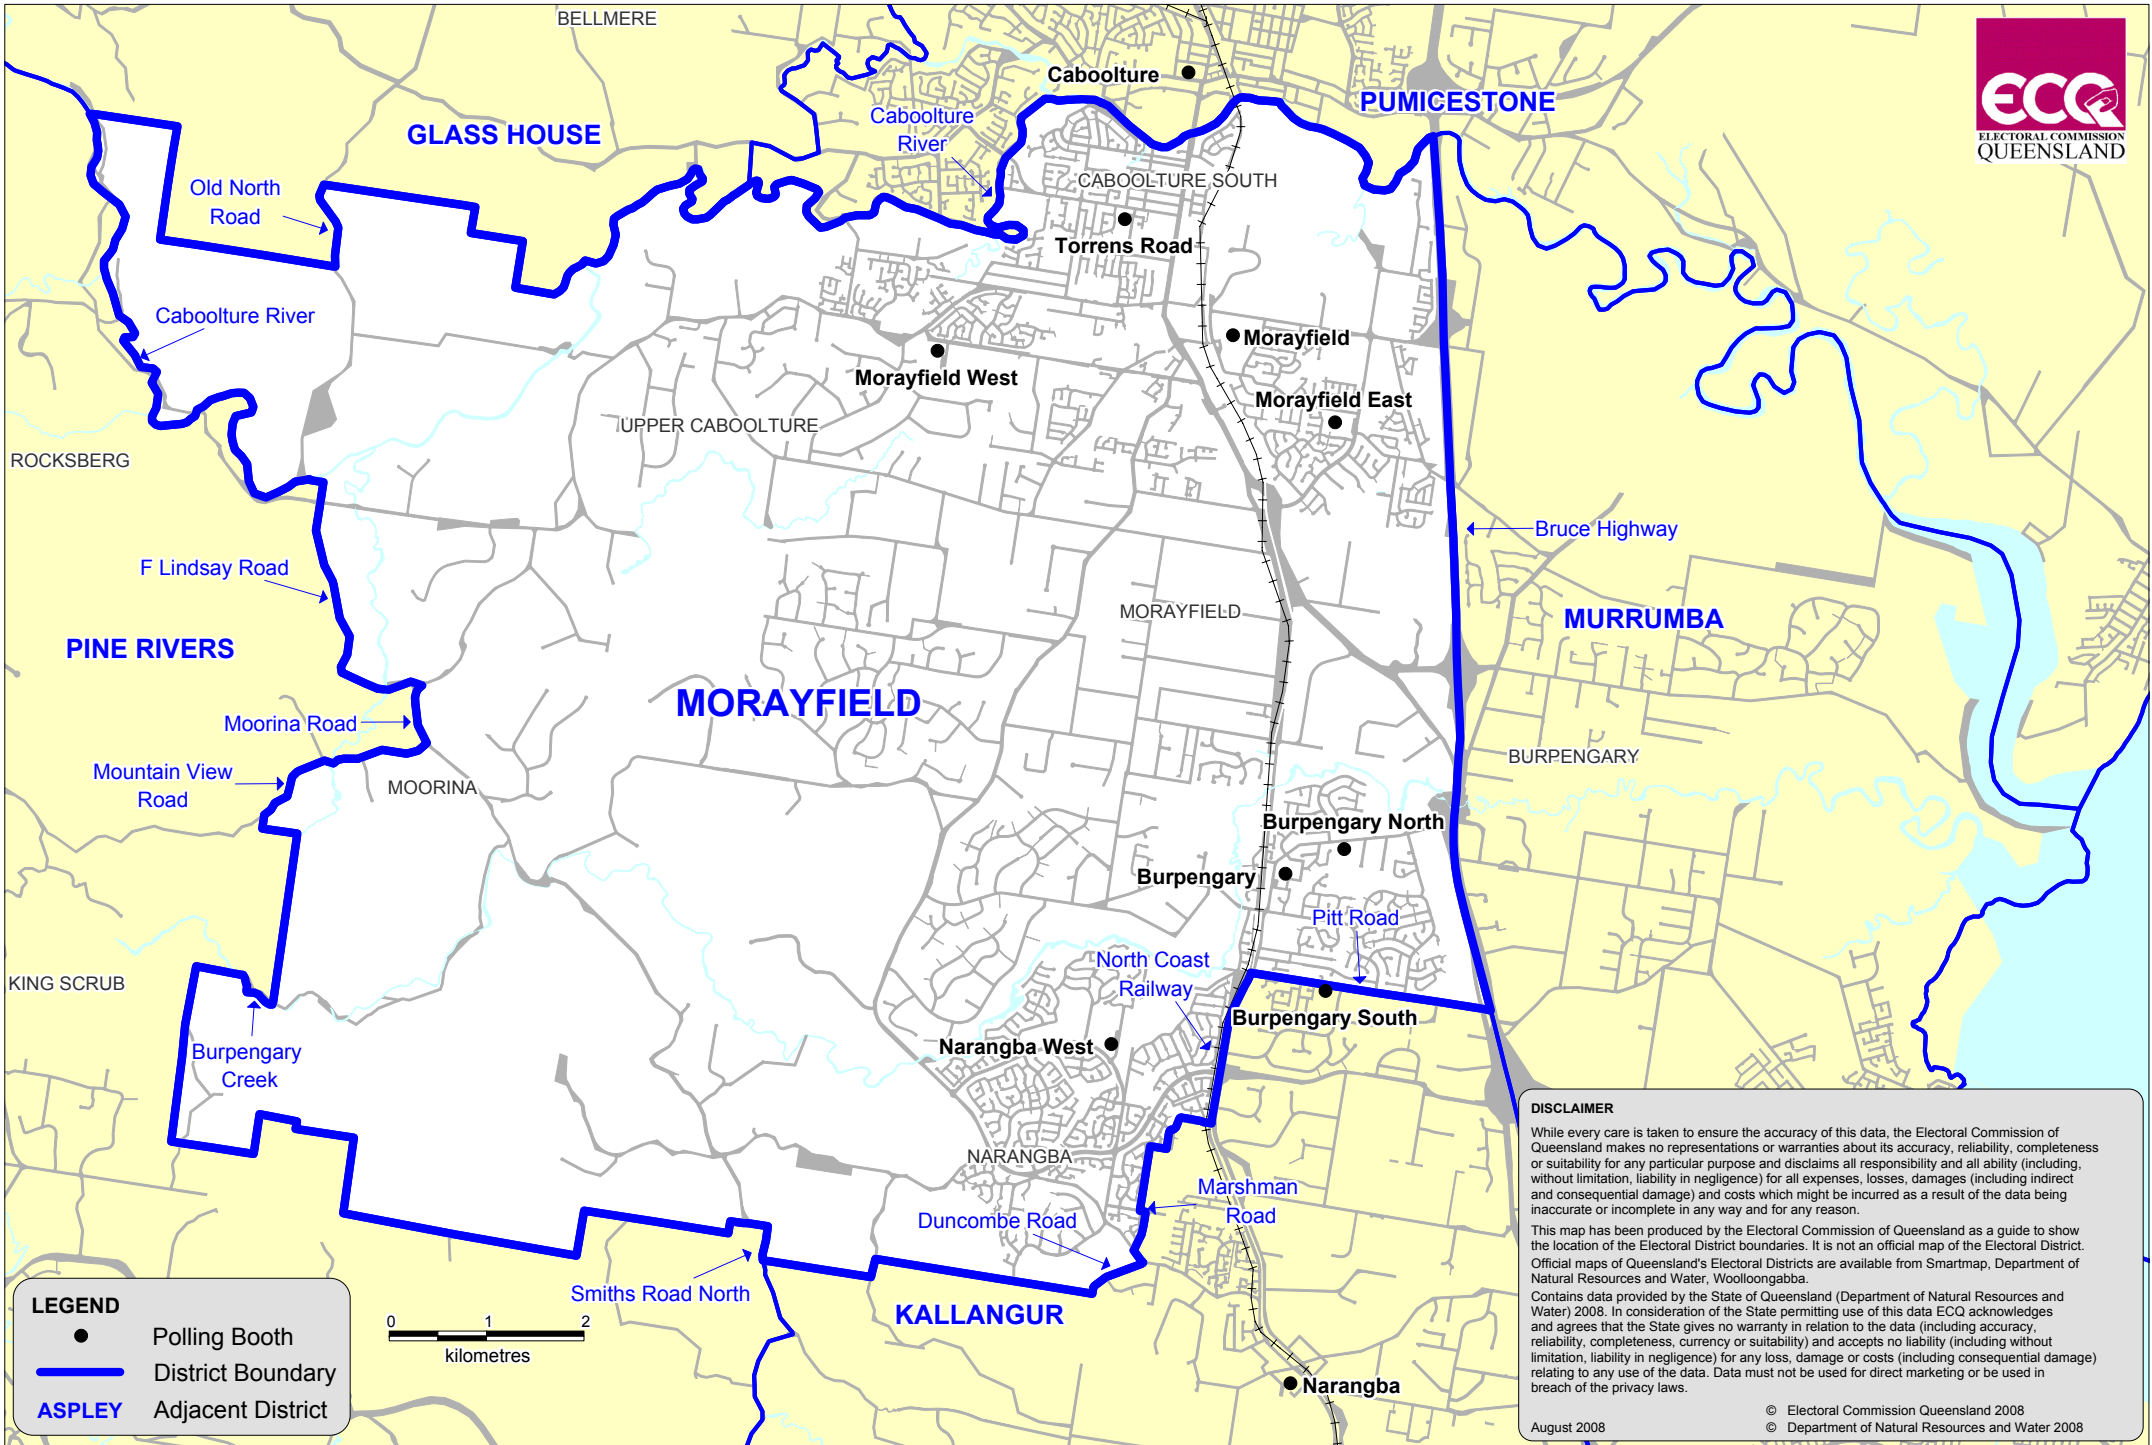 BELLMERE
Caboolture
PUMICESTONE
ECQ
ELECTORAL COMMISSION
QUEENSLAND
GLASS HOUSE
Caboolture
River
Old North
Road
CABOOLTURE SOUTH
Torrens Road
Caboolture River
Morayfield
Morayfield West
Morayfield East
UPPER CABOOLTURE
ROCKSBERG
Bruce Highway
F Lindsay Road
MORAYFIELD
MURRUMBA
PINE RIVERS
MORAYFIELD
Moorina Road
BURPENGARY
Mountain View
Road
MOORINA
Burpengary North
Burpengary
Pitt Road
North Coast
Railway
KING SCRUB
Burpengary South
Narangba West
Burpengary
Creek
NARANGBA
Marshman
Road
Duncombe Road
Smiths Road North
KALLANGUR
Narangba
LEGEND
Polling Booth
District Boundary
ASPLEY Adjacent District
0 1 2
kilometres
DISCLAIMER
While every care is taken to ensure the accuracy of this data, the Electoral Commission of
Queensland makes no representations or warranties about its accuracy, reliability, completeness
or suitability for any particular purpose and disclaims all responsibility and all ability (including,
without limitation, liability in negligence) for all expenses, losses, damages (including indirect
and consequential damage) and costs which might be incurred as a result of the data being
inaccurate or incomplete in any way and for any reason.
This map has been produced by the Electoral Commission of Queensland as a guide to show
the location of the Electoral District boundaries. It is not an official map of the Electoral District.
Official maps of Queensland's Electoral Districts are available from Smartmap, Department of
Natural Resources and Water, Woolloongabba.
Contains data provided by the State of Queensland (Department of Natural Resources and
Water) 2008. In consideration of the State permitting use of this data ECQ acknowledges
and agrees that the State gives no warranty in relation to the data (including accuracy,
reliability, completeness, currency or suitability) and accepts no liability (including without
limitation, liability in negligence) for any loss, damage or costs (including consequential damage)
relating to any use of the data. Data must not be used for direct marketing or be used in
breach of the privacy laws.
© Electoral Commission Queensland 2008
August 2008 © Department of Natural Resources and Water 2008